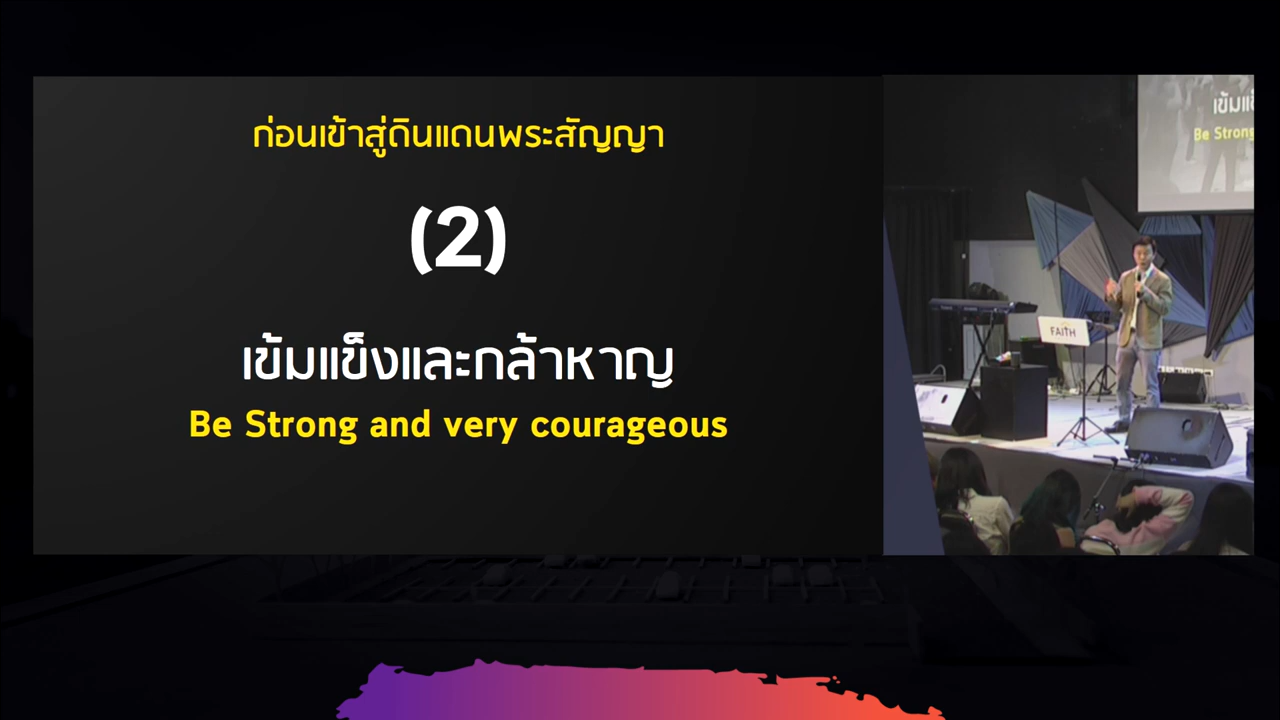 ก่อนเข้าสู่ดินแดนพระสัญญา
(2)
เข้มแข็งและกล้าหาญ
Be Strong and very courageous
Be Strong
FAITH